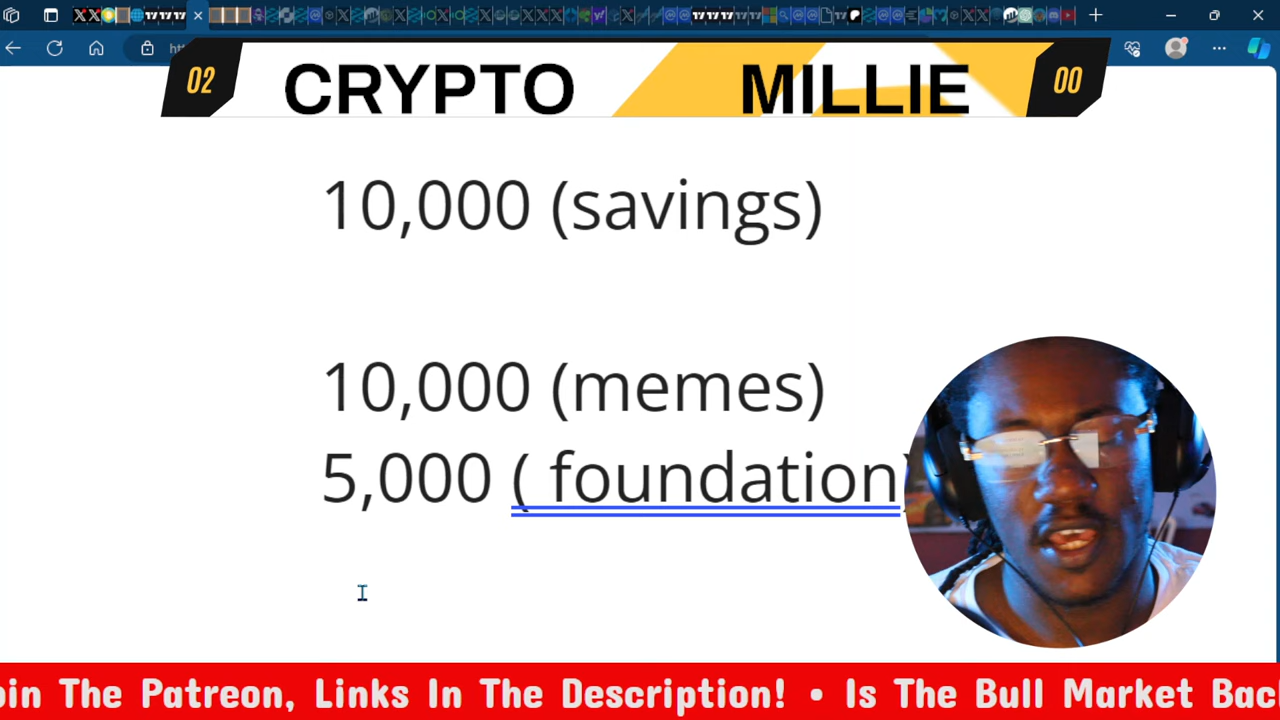 02 CRYPTO MILLIE 00
10,000 (savings)
10,000 (memes)
5,000 ( foundation)
oin The Patreon, Links In The Description! • Is The Bull Market Back